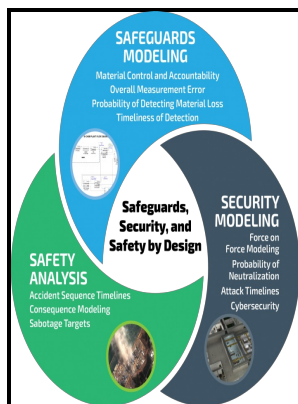 SAFEGUARDS
MODELING
Material Control and Accountability
Overall Measurement Error
Probability of Detecting Material Loss
Timeliness of Detection
Safeguards,
Security, and
Safety by Design
SECURITY
MODELING
Force on
Force Modeling
Probability of
Neutralization
Attack Timelines
Cybersecurity
SAFETY
ANALYSIS
Accident Sequence Timelines
Consequence Modeling
Sabotage Targets